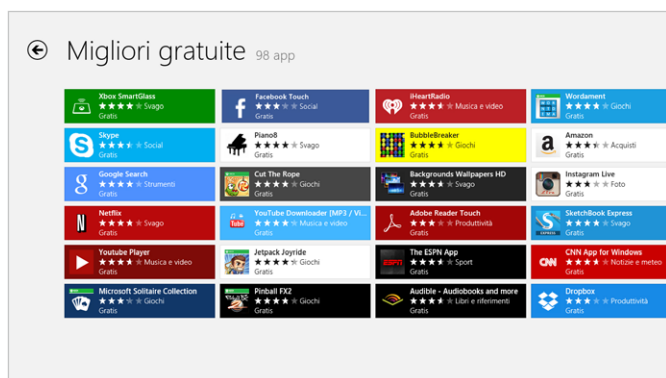 Migliori gratuite 98 app
Xbox SmartGlass
Svago
Gratis
Facebook Touch
Social
Gratis
iHeartRadio
Musica e video
Gratis
Wordament
Giochi
Gratis
Skype
Social
Gratis
Piano8
Svago
Gratis
BubbleBreaker
Giochi
Gratis
Amazon
Acquisti
Gratis
Google Search
Strumenti
Gratis
Cut The Rope
Giochi
Gratis
Backgrounds Wallpapers HD
Svago
Gratis
Instagram Live
Foto
Gratis
Netflix
Svago
Gratis
YouTube Downloader [MP3 / Vi...
Musica e video
Gratis
Adobe Reader Touch
Produttività
Gratis
SketchBook Express
Svago
Gratis
Youtube Player
Musica e video
Gratis
Jetpack Joyride
Giochi
Gratis
ESPN
The ESPN App
Sport
Gratis
CNN
CNN App for Windows
Notizie e meteo
Gratis
Microsoft Solitaire Collection
Giochi
Gratis
Pinball FX2
Giochi
Gratis
Audible - Audiobooks and more
Libri e riferimenti
Gratis
Dropbox
Produttività
Gratis